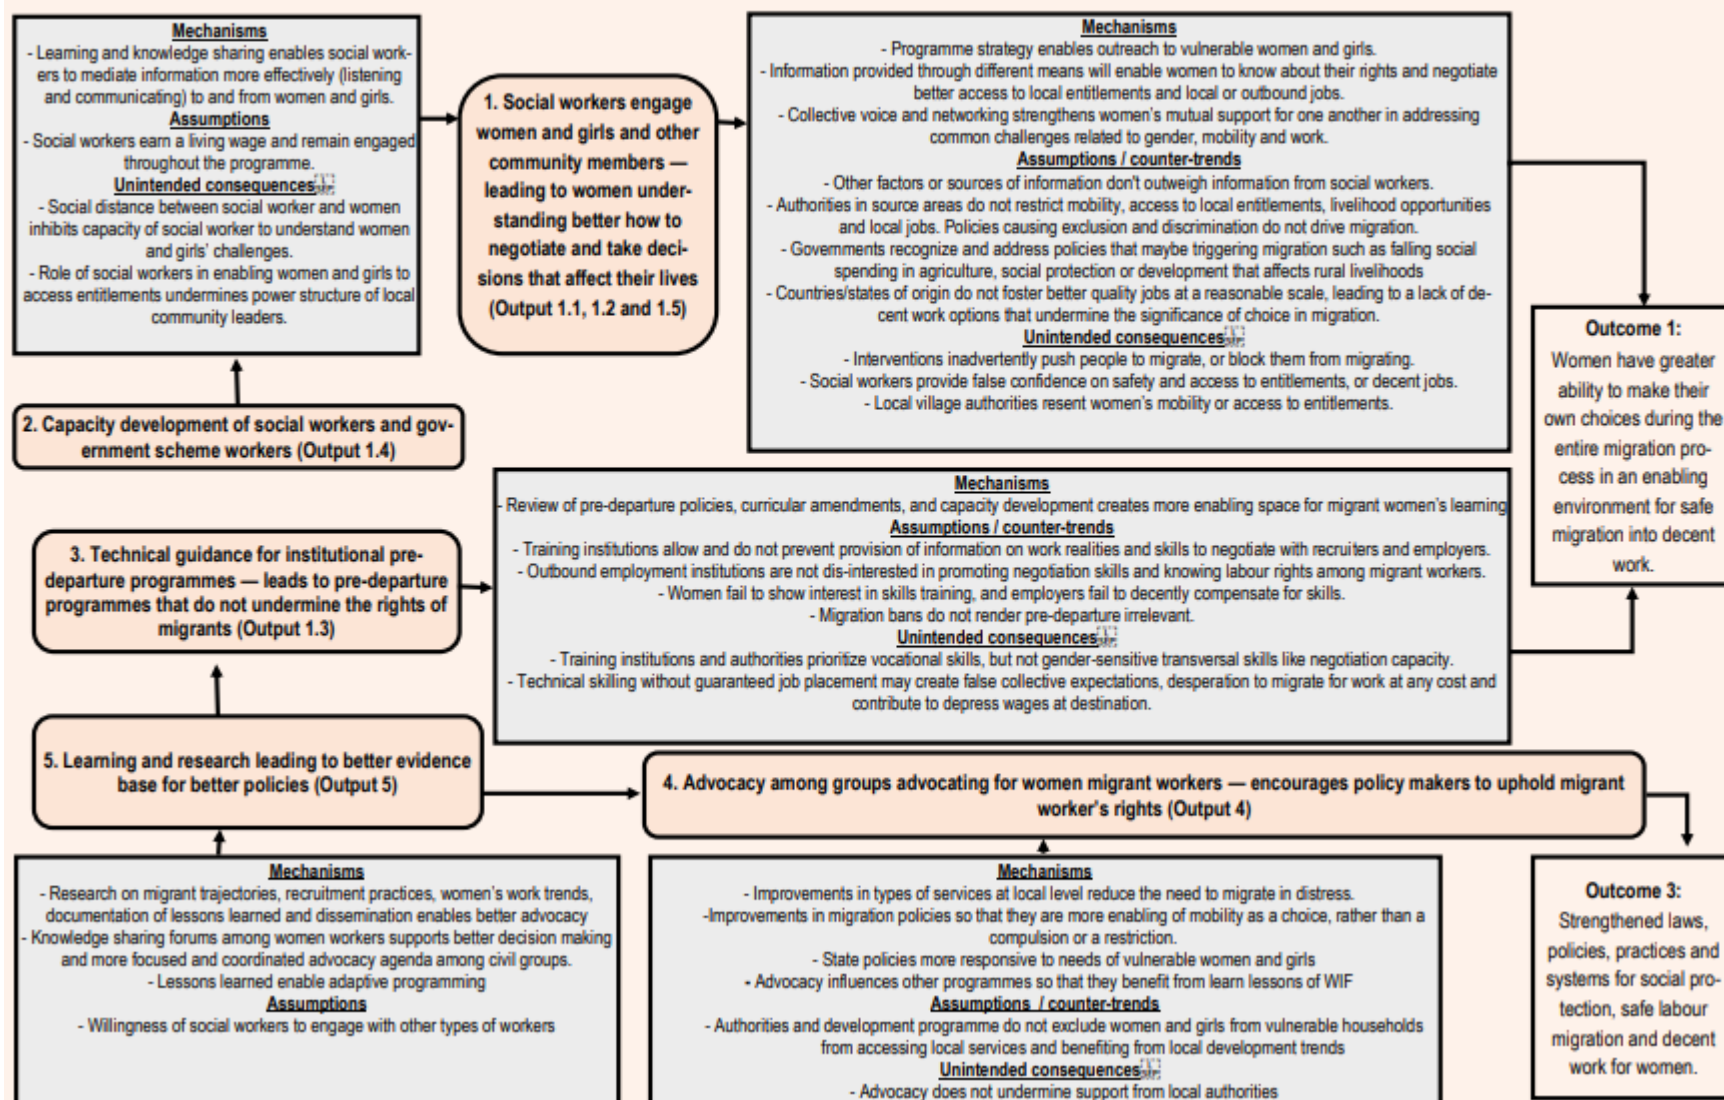 Mechanisms
- Learning and knowledge sharing enables social work-
ers to mediate information more effectively (listening
and communicating) to and from women and girls.
Assumptions
- Social workers earn a living wage and remain engaged
throughout the programme.
Unintended consequences
- Social distance between social worker and women
inhibits capacity of social worker to understand women
and girls' challenges.
- Role of social workers in enabling women and girls to
access entitlements undermines power structure of local
community leaders.
1. Social workers engage
women and girls and other
community members —
leading to women under-
standing better how to
negotiate and take deci-
sions that affect their lives
(Output 1.1, 1.2 and 1.5)
Mechanisms
- Programme strategy enables outreach to vulnerable women and girls.
- Information provided through different means will enable women to know about their rights and negotiate
better access to local entitlements and local or outbound jobs.
- Collective voice and networking strengthens women's mutual support for one another in addressing
common challenges related to gender, mobility and work.
Assumptions / counter-trends
- Other factors or sources of information don't outweigh information from social workers.
- Authorities in source areas do not restrict mobility, access to local entitlements, livelihood opportunities
and local jobs. Policies causing exclusion and discrimination do not drive migration.
- Governments recognize and address policies that maybe triggering migration such as falling social
spending in agriculture, social protection or development that affects rural livelihoods
- Countries/states of origin do not foster better quality jobs at a reasonable scale, leading to a lack of de-
cent work options that undermine the significance of choice in migration.
Unintended consequences
- Interventions inadvertently push people to migrate, or block them from migrating.
- Social workers provide false confidence on safety and access to entitlements, or decent jobs.
- Local village authorities resent women's mobility or access to entitlements.
Outcome 1:
Women have greater
ability to make their
own choices during the
entire migration pro-
cess in an enabling
environment for safe
migration into decent
work.
2. Capacity development of social workers and gov-
ernment scheme workers (Output 1.4)
3. Technical guidance for institutional pre-
departure programmes — leads to pre-departure
programmes that do not undermine the rights of
migrants (Output 1.3)
Mechanisms
- Review of pre-departure policies, curricular amendments, and capacity development creates more enabling space for migrant women's learning
Assumptions / counter-trends
- Training institutions allow and do not prevent provision of information on work realities and skills to negotiate with recruiters and employers.
- Outbound employment institutions are not dis-interested in promoting negotiation skills and knowing labour rights among migrant workers.
- Women fail to show interest in skills training, and employers fail to decently compensate for skills.
- Migration bans do not render pre-departure irrelevant.
Unintended consequences
- Training institutions and authorities prioritize vocational skills, but not gender-sensitive transversal skills like negotiation capacity.
- Technical skilling without guaranteed job placement may create false collective expectations, desperation to migrate for work at any cost and
contribute to depress wages at destination.
5. Learning and research leading to better evidence
base for better policies (Output 5)
4. Advocacy among groups advocating for women migrant workers — encourages policy makers to uphold migrant
worker's rights (Output 4)
Mechanisms
- Research on migrant trajectories, recruitment practices, women's work trends,
documentation of lessons learned and dissemination enables better advocacy
- Knowledge sharing forums among women workers supports better decision making
and more focused and coordinated advocacy agenda among civil groups.
- Lessons learned enable adaptive programming
Assumptions
- Willingness of social workers to engage with other types of workers
Mechanisms
- Improvements in types of services at local level reduce the need to migrate in distress.
-Improvements in migration policies so that they are more enabling of mobility as a choice, rather than a
compulsion or a restriction.
- State policies more responsive to needs of vulnerable women and girls
- Advocacy influences other programmes so that they benefit from learn lessons of WIF
Assumptions / counter-trends
- Authorities and development programme do not exclude women and girls from vulnerable households
from accessing local services and benefiting from local development trends
Unintended consequences
- Advocacy does not undermine support from local authorities
Outcome 3:
Strengthened laws,
policies, practices and
systems for social pro-
tection, safe labour
migration and decent
work for women.